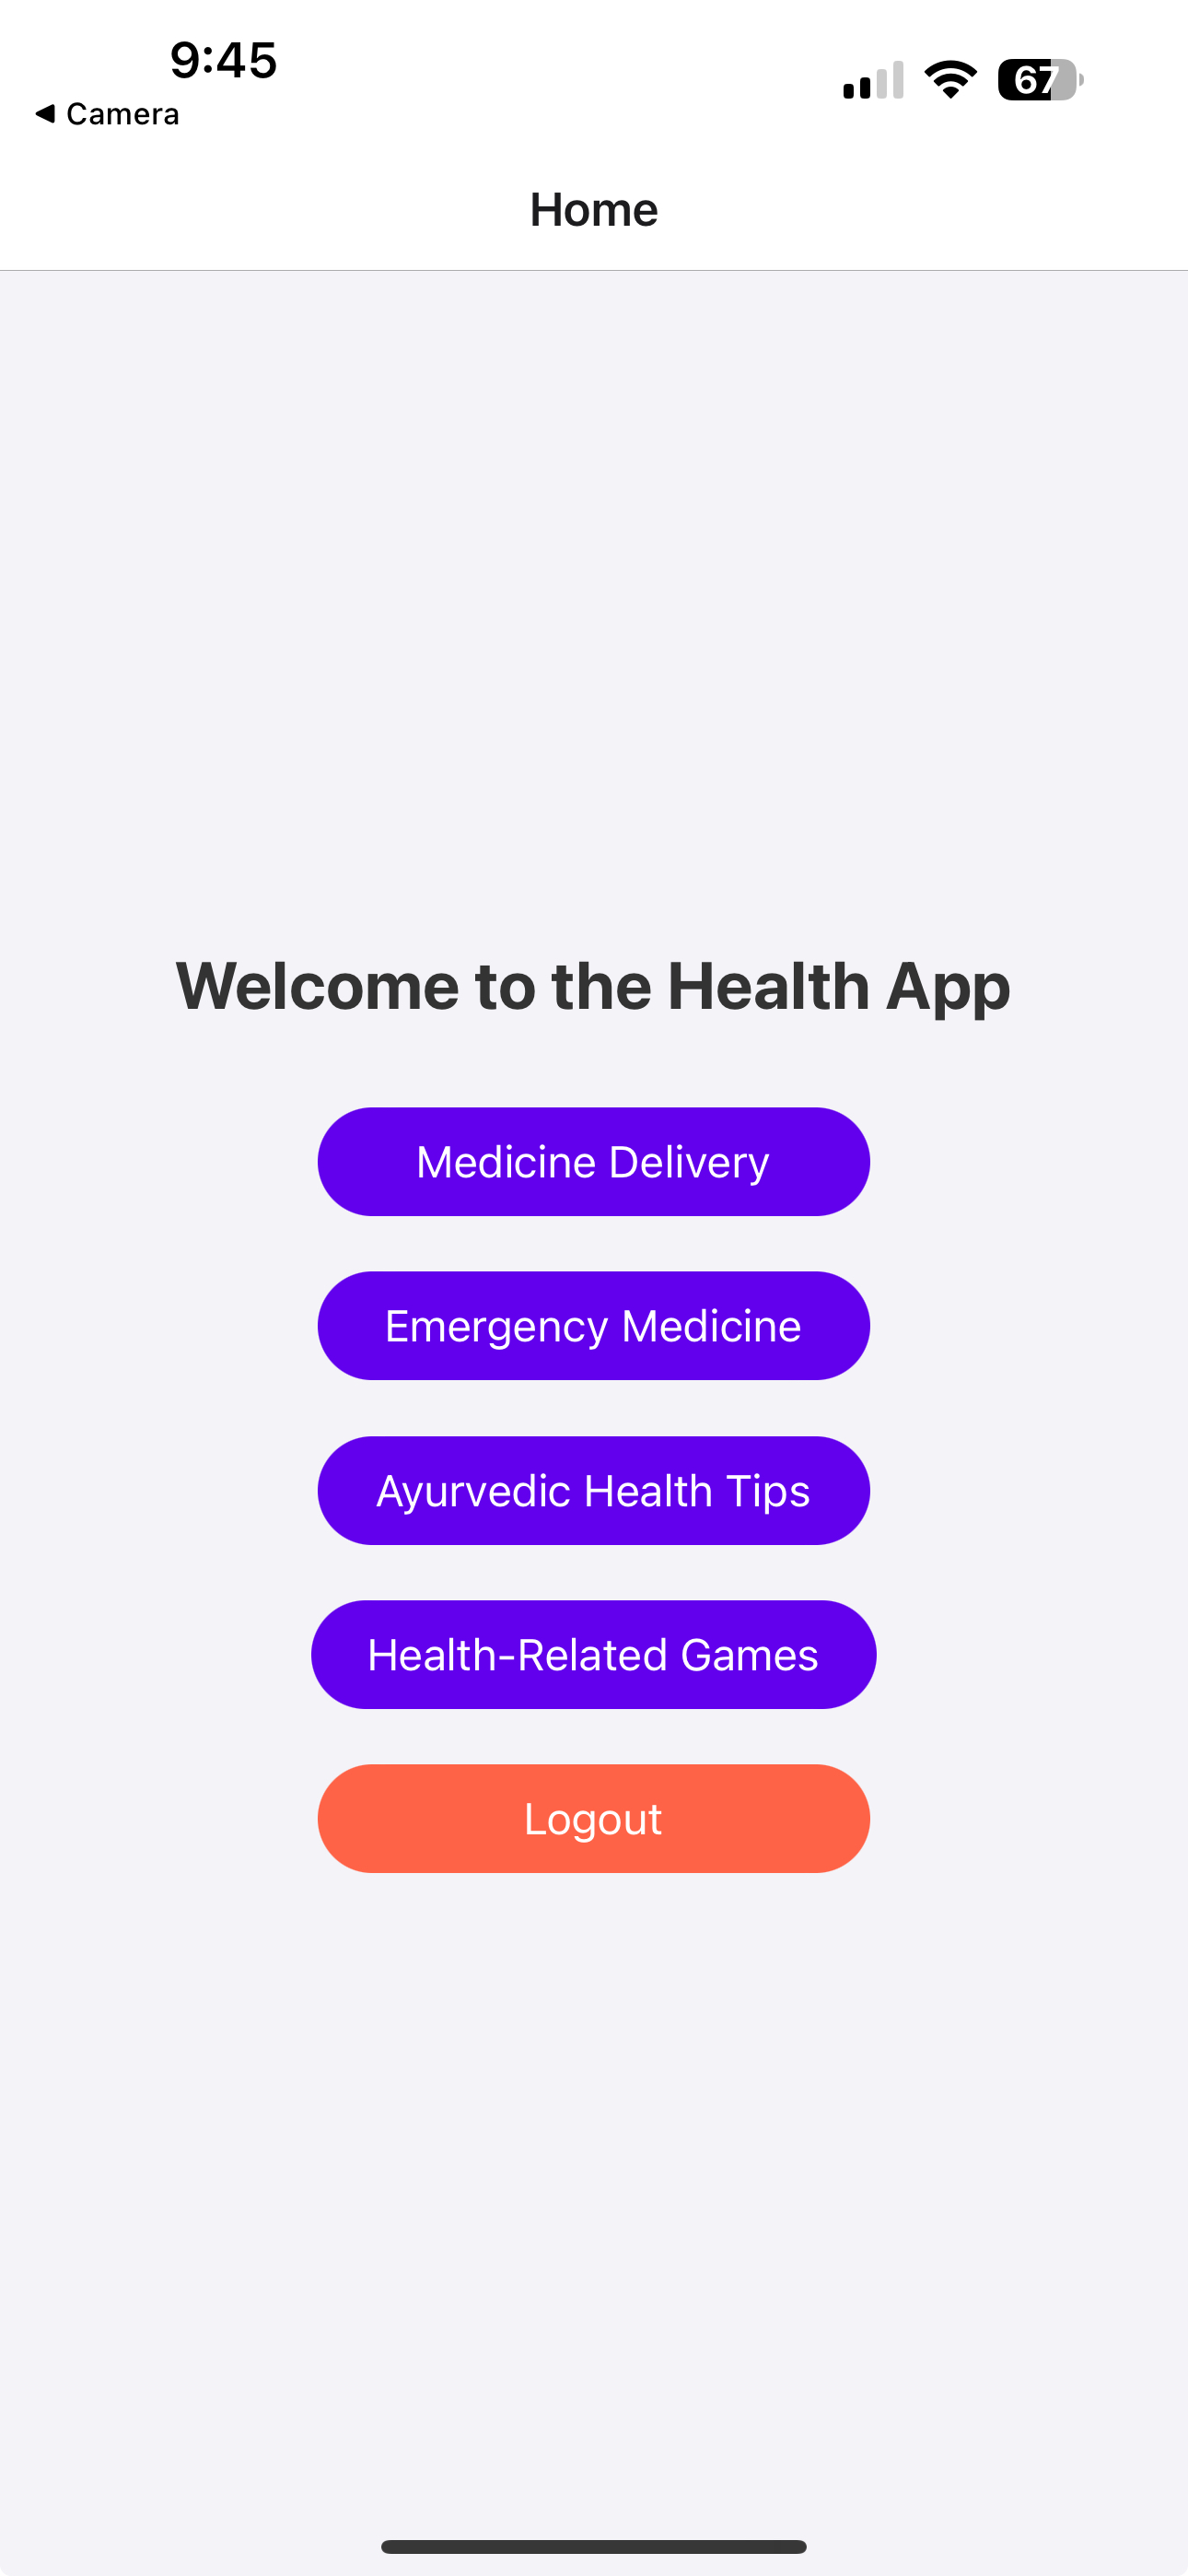 9:45
67
◀ Camera
Home
Welcome to the Health App
Medicine Delivery
Emergency Medicine
Ayurvedic Health Tips
Health-Related Games
Logout